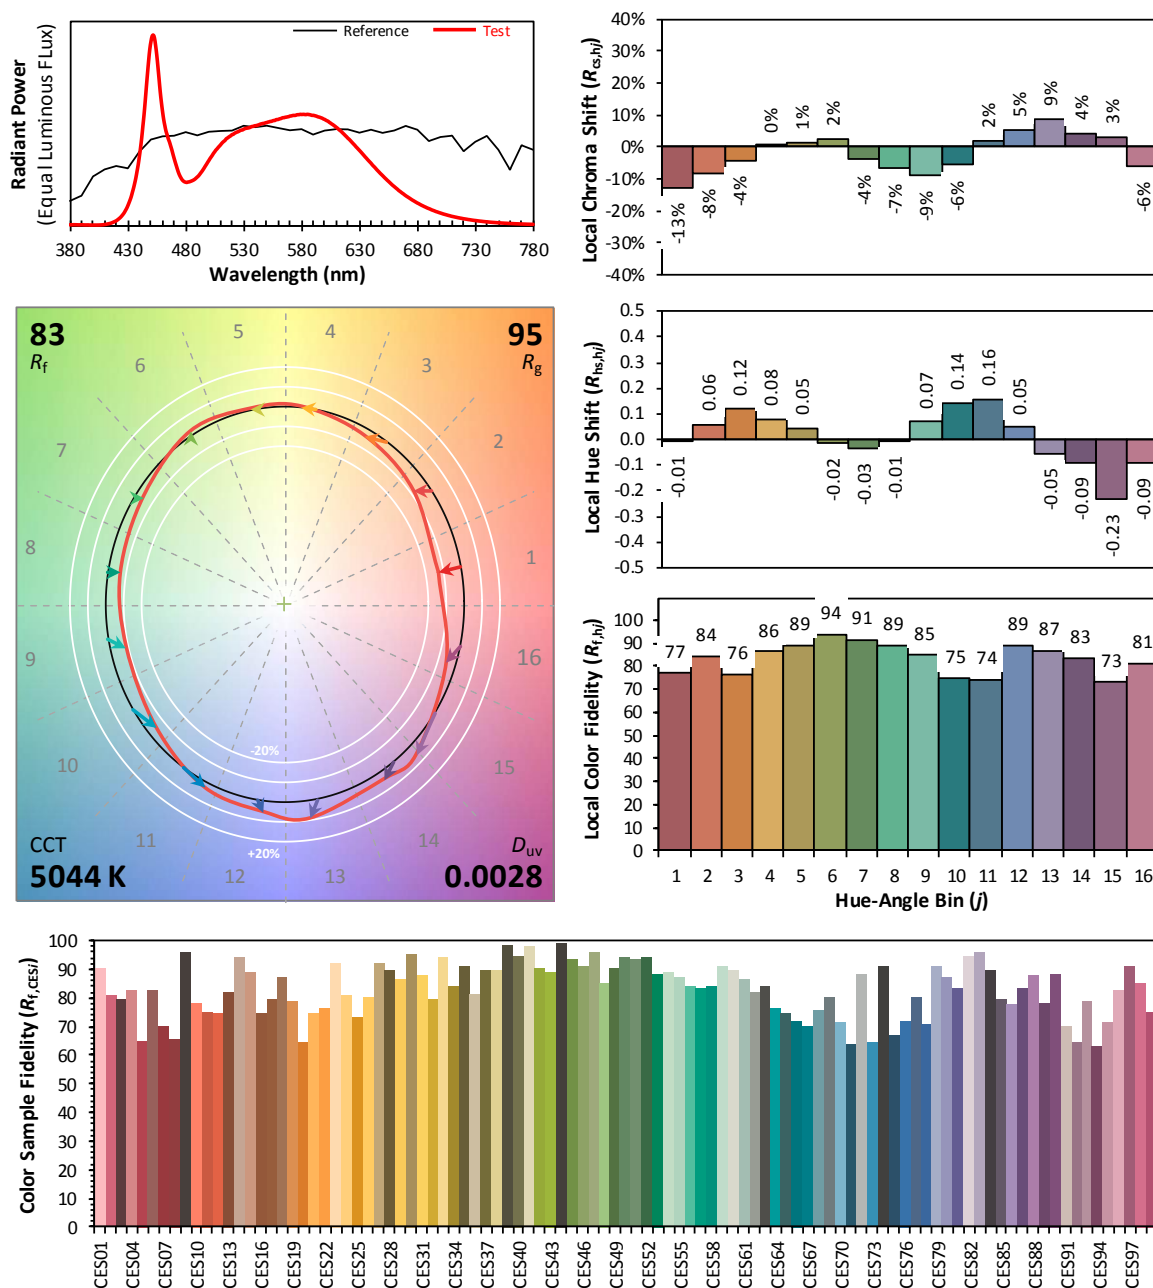 Radiant Power
(Equal Luminous FLux)
Reference
Test
380
430
480
530
580
630
680
730
780
Wavelength (nm)
Local Chroma Shift (Rcs,hj)
40%
30%
20%
10%
0%
-10%
-20%
-30%
-40%
-13%
-8%
-4%
0%
1%
2%
-4%
-7%
-9%
-6%
2%
5%
9%
4%
3%
-6%
83
Rf
95
Rg
5
4
6
3
7
2
8
1
9
16
10
15
11
14
12
13
-20%
+20%
CCT
5044 K
Duv
0.0028
Local Hue Shift (Rhs,hj)
0.5
0.4
0.3
0.2
0.1
0.0
-0.1
-0.2
-0.3
-0.4
-0.5
-0.01
0.06
0.12
0.08
0.05
-0.02
-0.03
-0.01
0.07
0.14
0.16
0.05
-0.05
-0.09
-0.23
-0.09
Local Color Fidelity (Rf,hj)
100
90
80
70
60
50
40
30
20
10
0
77
84
76
86
89
94
91
89
85
75
74
89
87
83
73
81
1 2 3 4 5 6 7 8 9 10 11 12 13 14 15 16
Hue-Angle Bin (j)
Color Sample Fidelity (Rf,CESi)
100
90
80
70
60
50
40
30
20
10
0
CES01
CES04
CES07
CES10
CES13
CES16
CES19
CES22
CES25
CES28
CES31
CES34
CES37
CES40
CES43
CES46
CES49
CES52
CES55
CES58
CES61
CES64
CES67
CES70
CES73
CES76
CES79
CES82
CES85
CES88
CES91
CES94
CES97